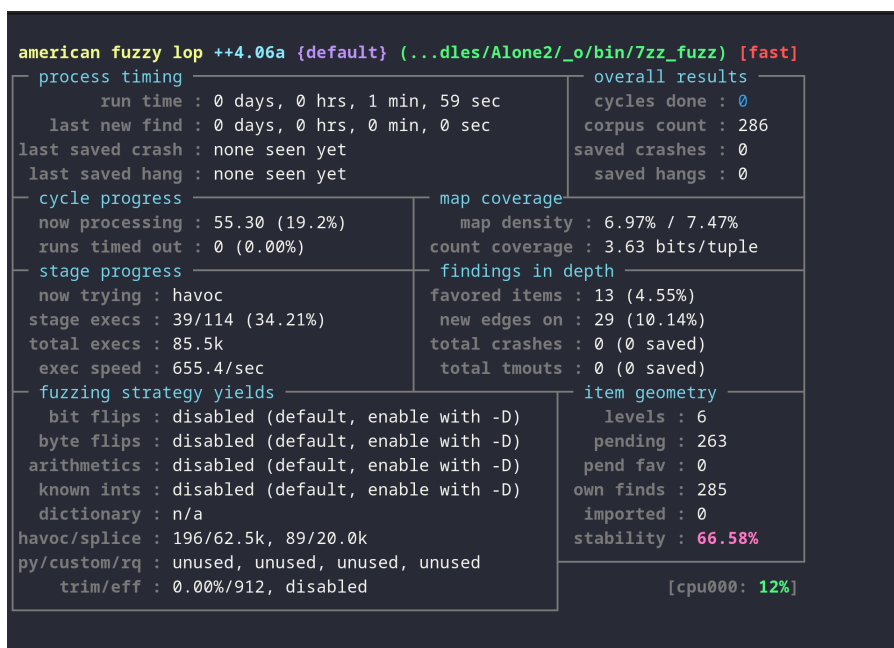 american fuzzy lop ++4.06a {default} (...dles/Alone2/_o/bin/7zz_fuzz) [fast]
process timing
run time : 0 days, 0 hrs, 1 min, 59 sec
last new find : 0 days, 0 hrs, 0 min, 0 sec
last saved crash : none seen yet
last saved hang : none seen yet
overall results
cycles done : 0
corpus count : 286
saved crashes : 0
saved hangs : 0
cycle progress
now processing : 55.30 (19.2%)
runs timed out : 0 (0.00%)
map coverage
map density : 6.97% / 7.47%
count coverage : 3.63 bits/tuple
stage progress
now trying : havoc
stage execs : 39/114 (34.21%)
total execs : 85.5k
exec speed : 655.4/sec
findings in depth
favored items : 13 (4.55%)
new edges on : 29 (10.14%)
total crashes : 0 (0 saved)
total tmouts : 0 (0 saved)
fuzzing strategy yields
bit flips : disabled (default, enable with -D)
byte flips : disabled (default, enable with -D)
arithmetics : disabled (default, enable with -D)
known ints : disabled (default, enable with -D)
dictionary : n/a
havoc/splice : 196/62.5k, 89/20.0k
py/custom/rq : unused, unused, unused, unused
trim/eff : 0.00%/912, disabled
item geometry
levels : 6
pending : 263
pend fav : 0
own finds : 285
imported : 0
stability : 66.58%
[cpu000: 12%]